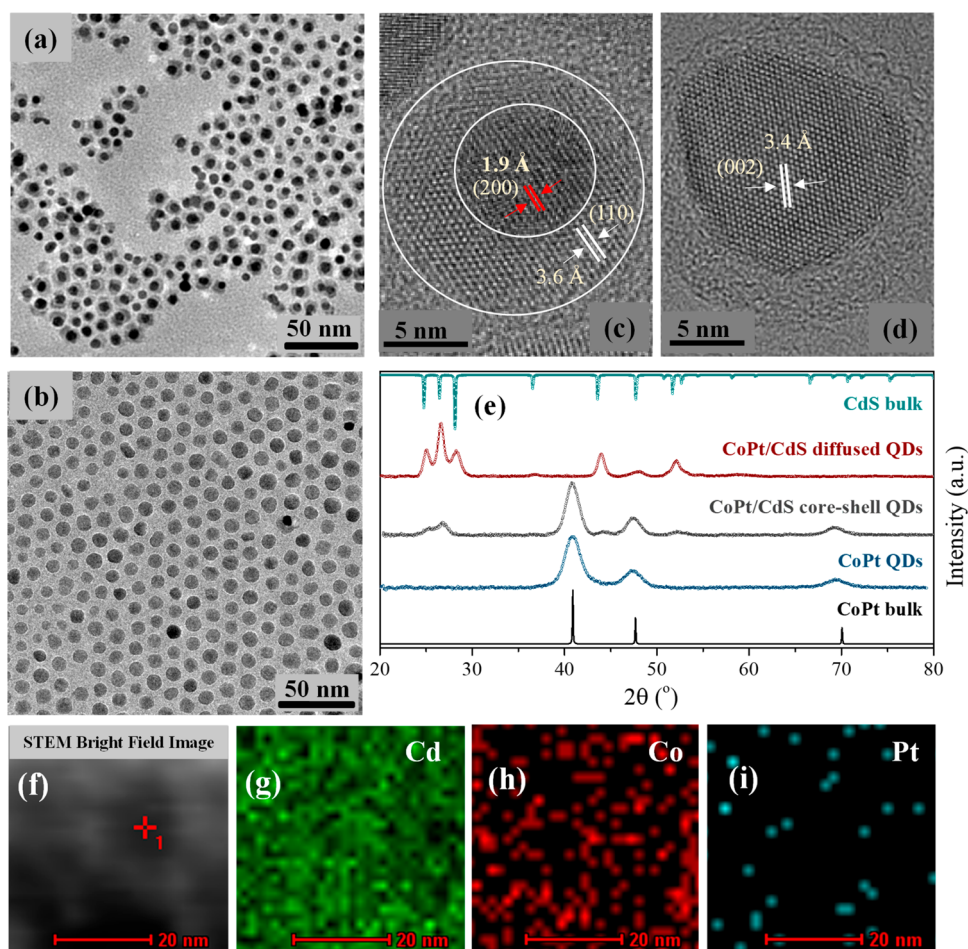 (a)
50 nm
1.9 Å
(200)
(110)
3.6 Å
5 nm
(c)
3.4 Å
(002)
5 nm
(d)
(b)
50 nm
(e)
CdS bulk
CoPt/CdS diffused QDs
CoPt/CdS core-shell QDs
CoPt QDs
CoPt bulk
20 30 40 50 60 70 80
2θ (°)
Intensity (a.u.)
STEM Bright Field Image
(f)
1
20 nm
Cd
(g)
20 nm
Co
(h)
20 nm
Pt
(i)
20 nm